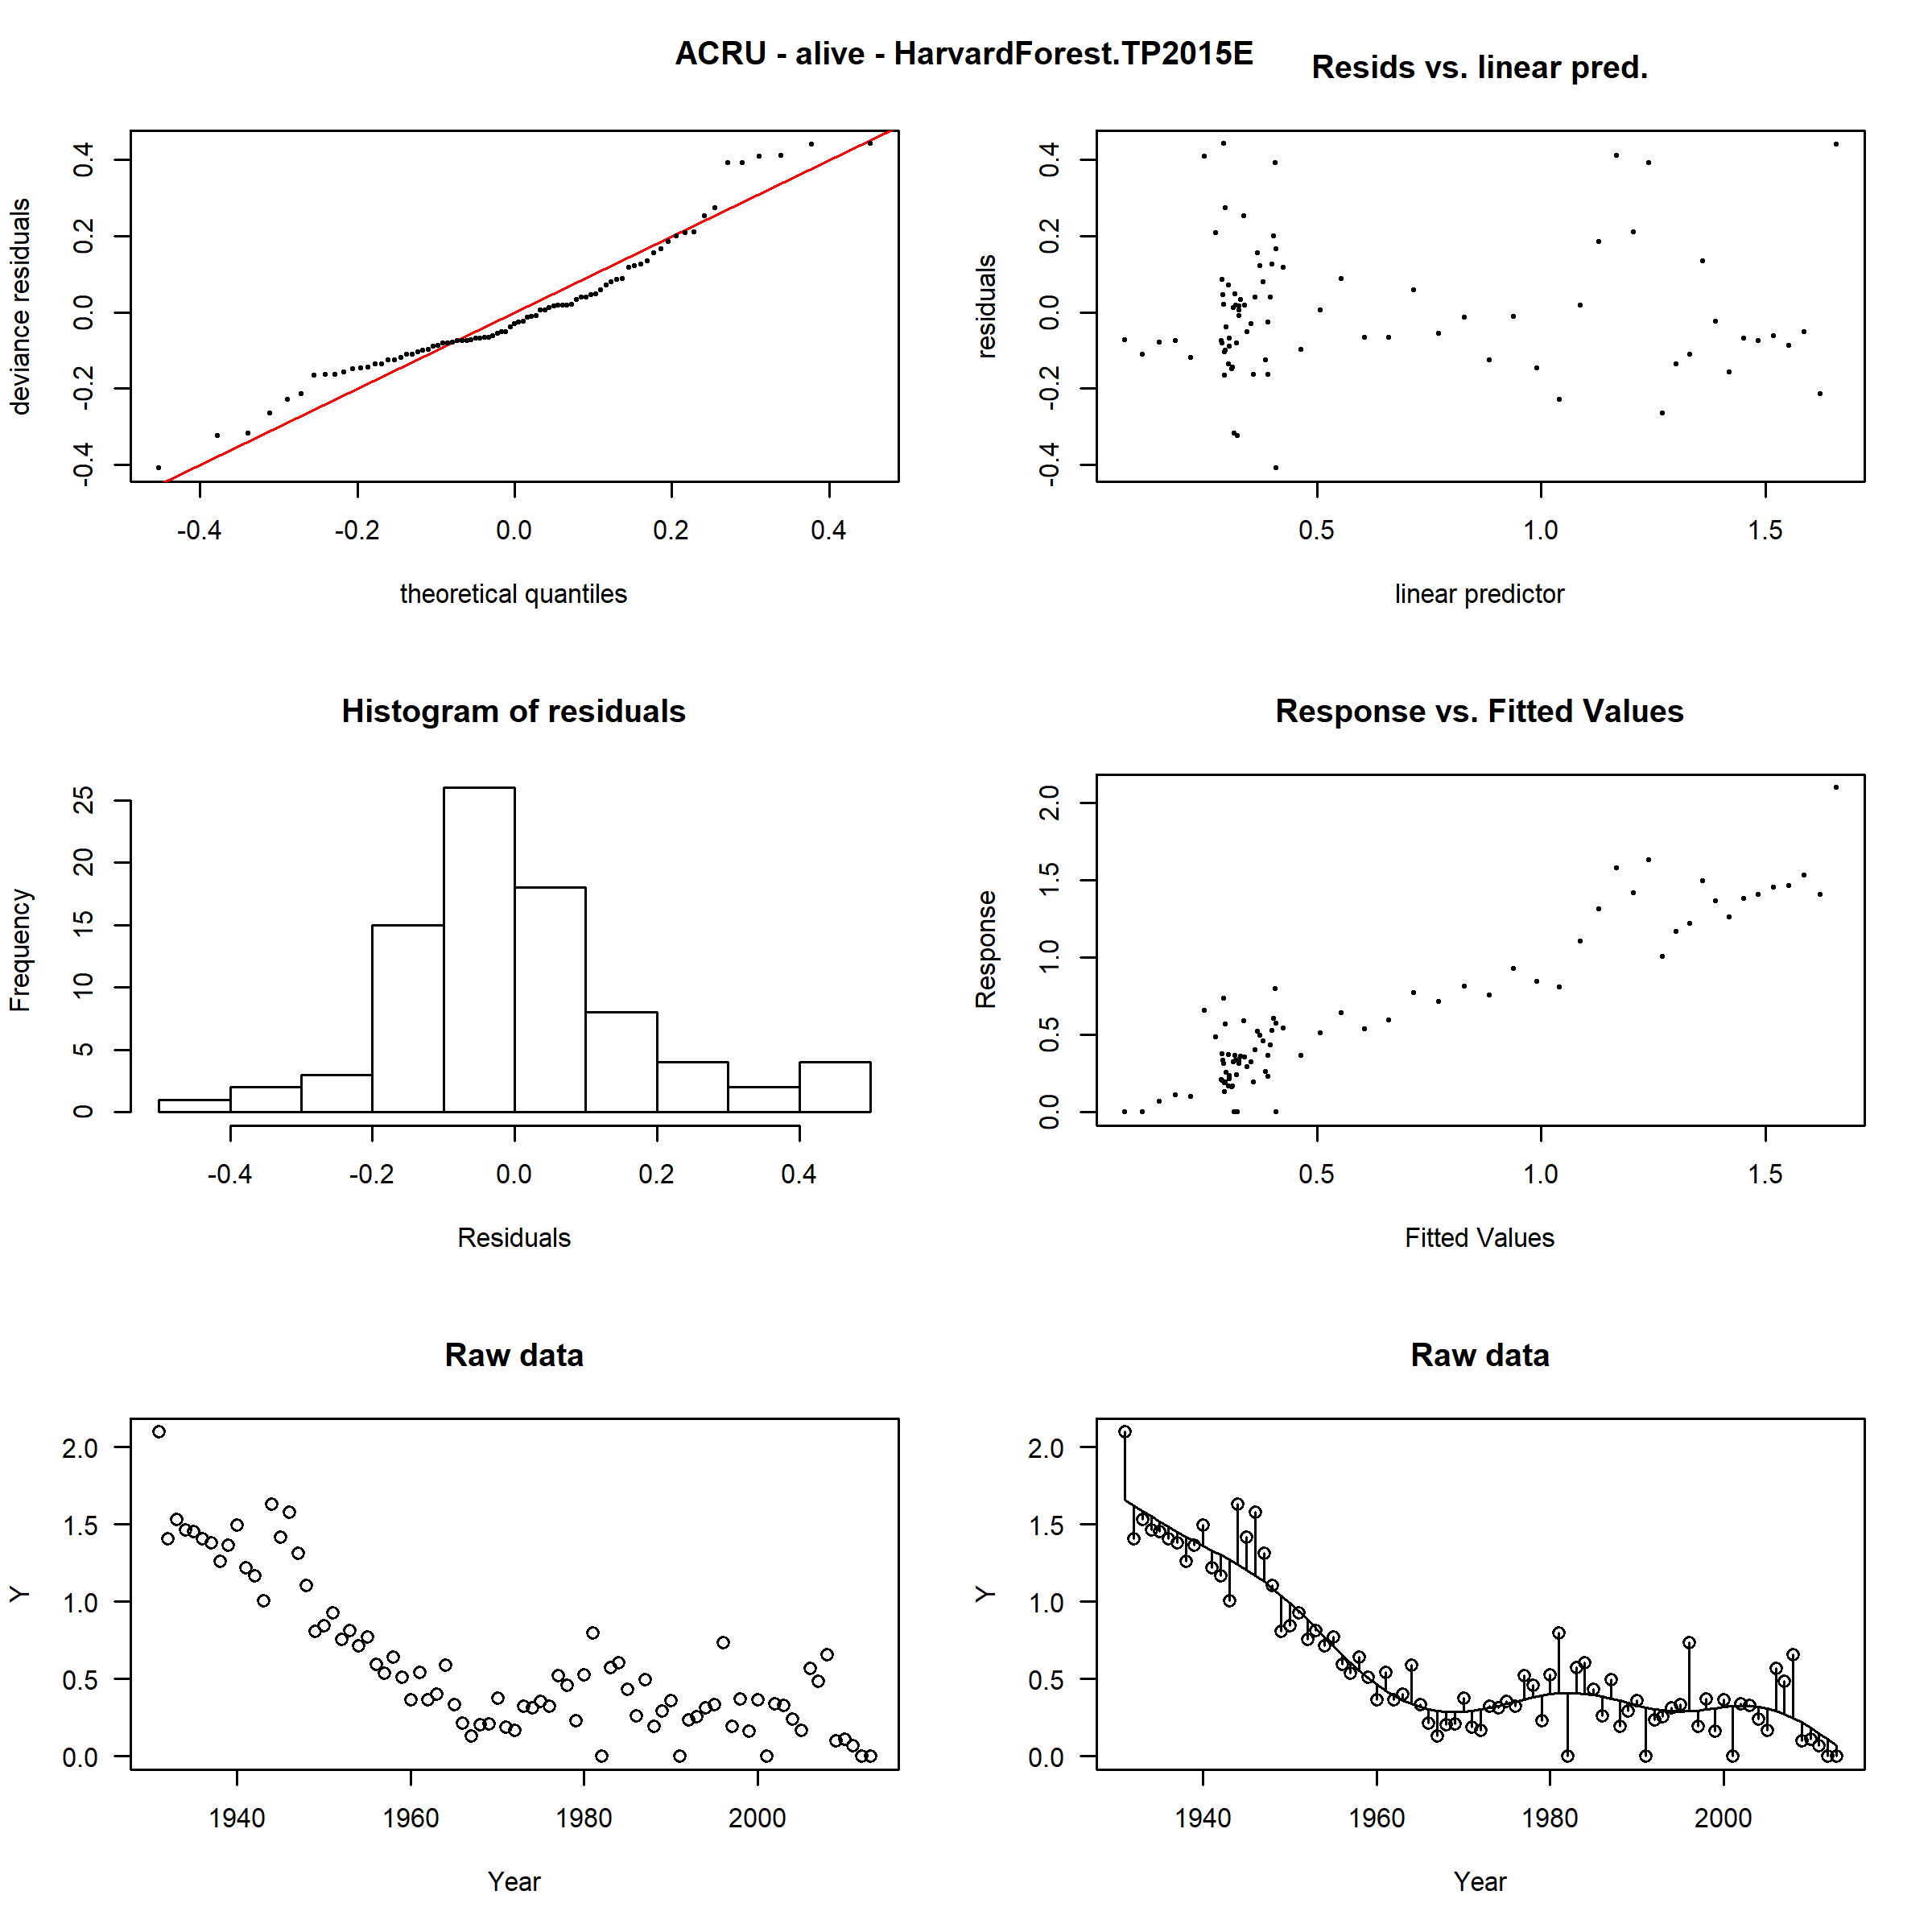 ACRU - alive - HarvardForest.TP2015E
Resids vs. linear pred.
deviance residuals
-0.4 -0.2 0.0 0.2 0.4
-0.4 -0.2 0.0 0.2 0.4
theoretical quantiles
residuals
-0.4 -0.2 0.0 0.2 0.4
0.5 1.0 1.5
linear predictor
Histogram of residuals
Frequency
0 5 10 15 20 25
-0.4 -0.2 0.0 0.2 0.4
Residuals
Response vs. Fitted Values
Response
0.0 0.5 1.0 1.5 2.0
0.5 1.0 1.5
Fitted Values
Raw data
Y
2.0
1.5
1.0
0.5
0.0
1940 1960 1980 2000
Year
Raw data
Y
2.0
1.5
1.0
0.5
0.0
1940 1960 1980 2000
Year